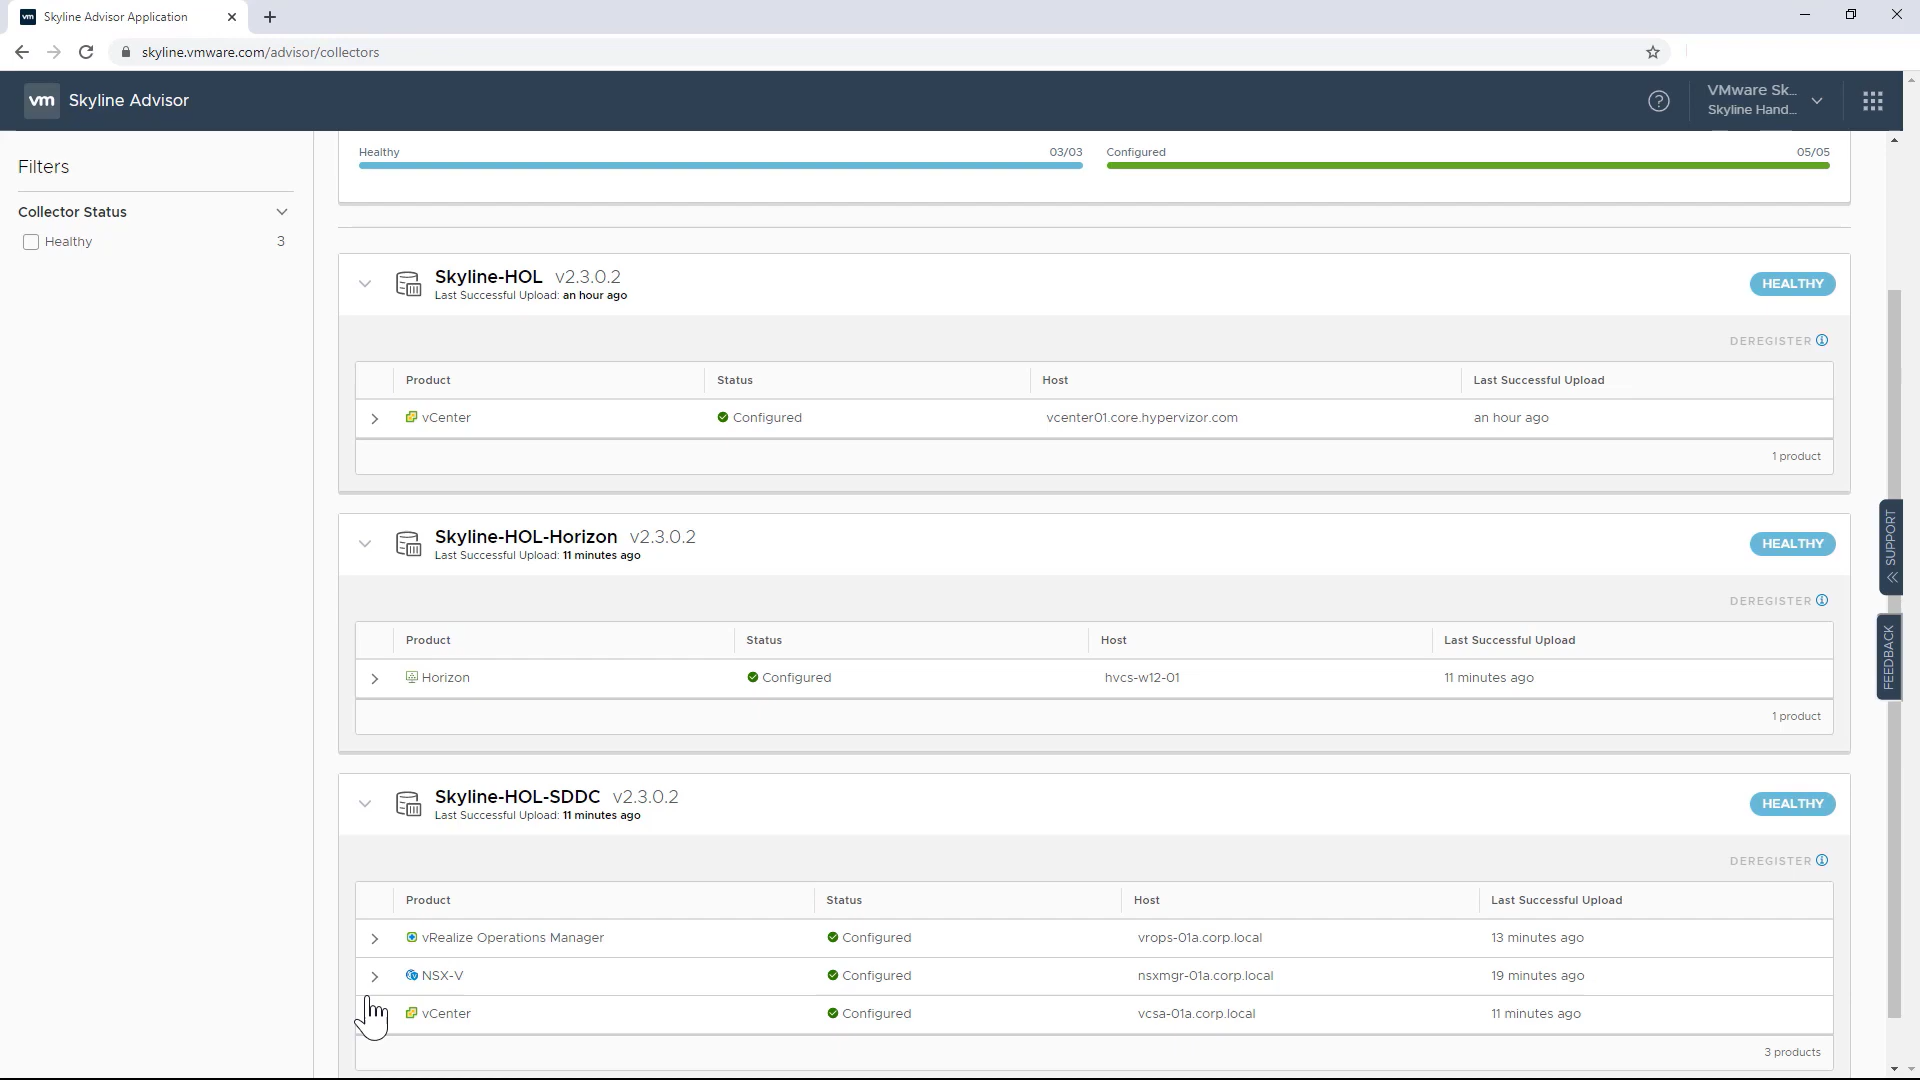 vm Skyline Advisor Application
skyline.vmware.com/advisor/collectors
vm Skyline Advisor
VMware Sk...
Skyline Hand...
Filters
Collector Status
Healthy 3
Healthy 03/03 Configured 05/05
Skyline-HOL v2.3.0.2
Last Successful Upload: an hour ago
HEALTHY
DEREGISTER
Product Status Host Last Successful Upload
vCenter Configured vcenter01.core.hypervizor.com an hour ago
1 product
Skyline-HOL-Horizon v2.3.0.2
Last Successful Upload: 11 minutes ago
HEALTHY
DEREGISTER
Product Status Host Last Successful Upload
Horizon Configured hvcs-w12-01 11 minutes ago
1 product
Skyline-HOL-SDDC v2.3.0.2
Last Successful Upload: 11 minutes ago
HEALTHY
DEREGISTER
Product Status Host Last Successful Upload
vRealize Operations Manager Configured vrops-01a.corp.local 13 minutes ago
NSX-V Configured nsxmgr-01a.corp.local 19 minutes ago
vCenter Configured vcsa-01a.corp.local 11 minutes ago
3 products
SUPPORT
FEEDBACK